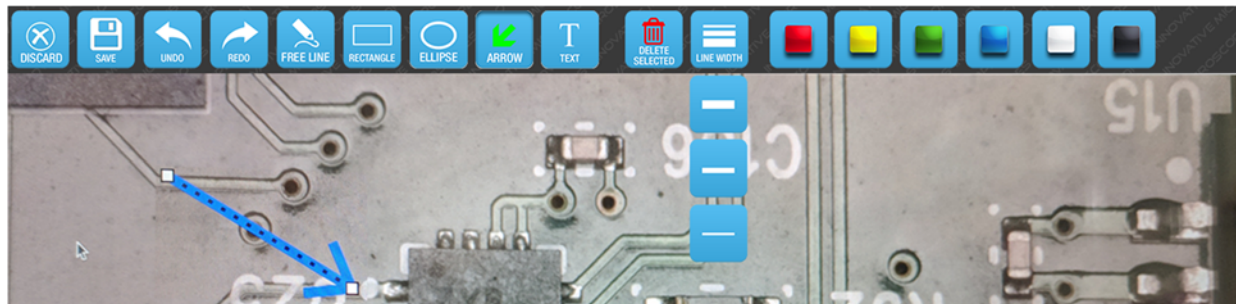 DISCARD
SAVE
UNDO
REDO
FREE LINE
RECTANGLE
ELLIPSE
ARROW
T
TEXT
DELETE
SELECTED
LINE WIDTH
U15